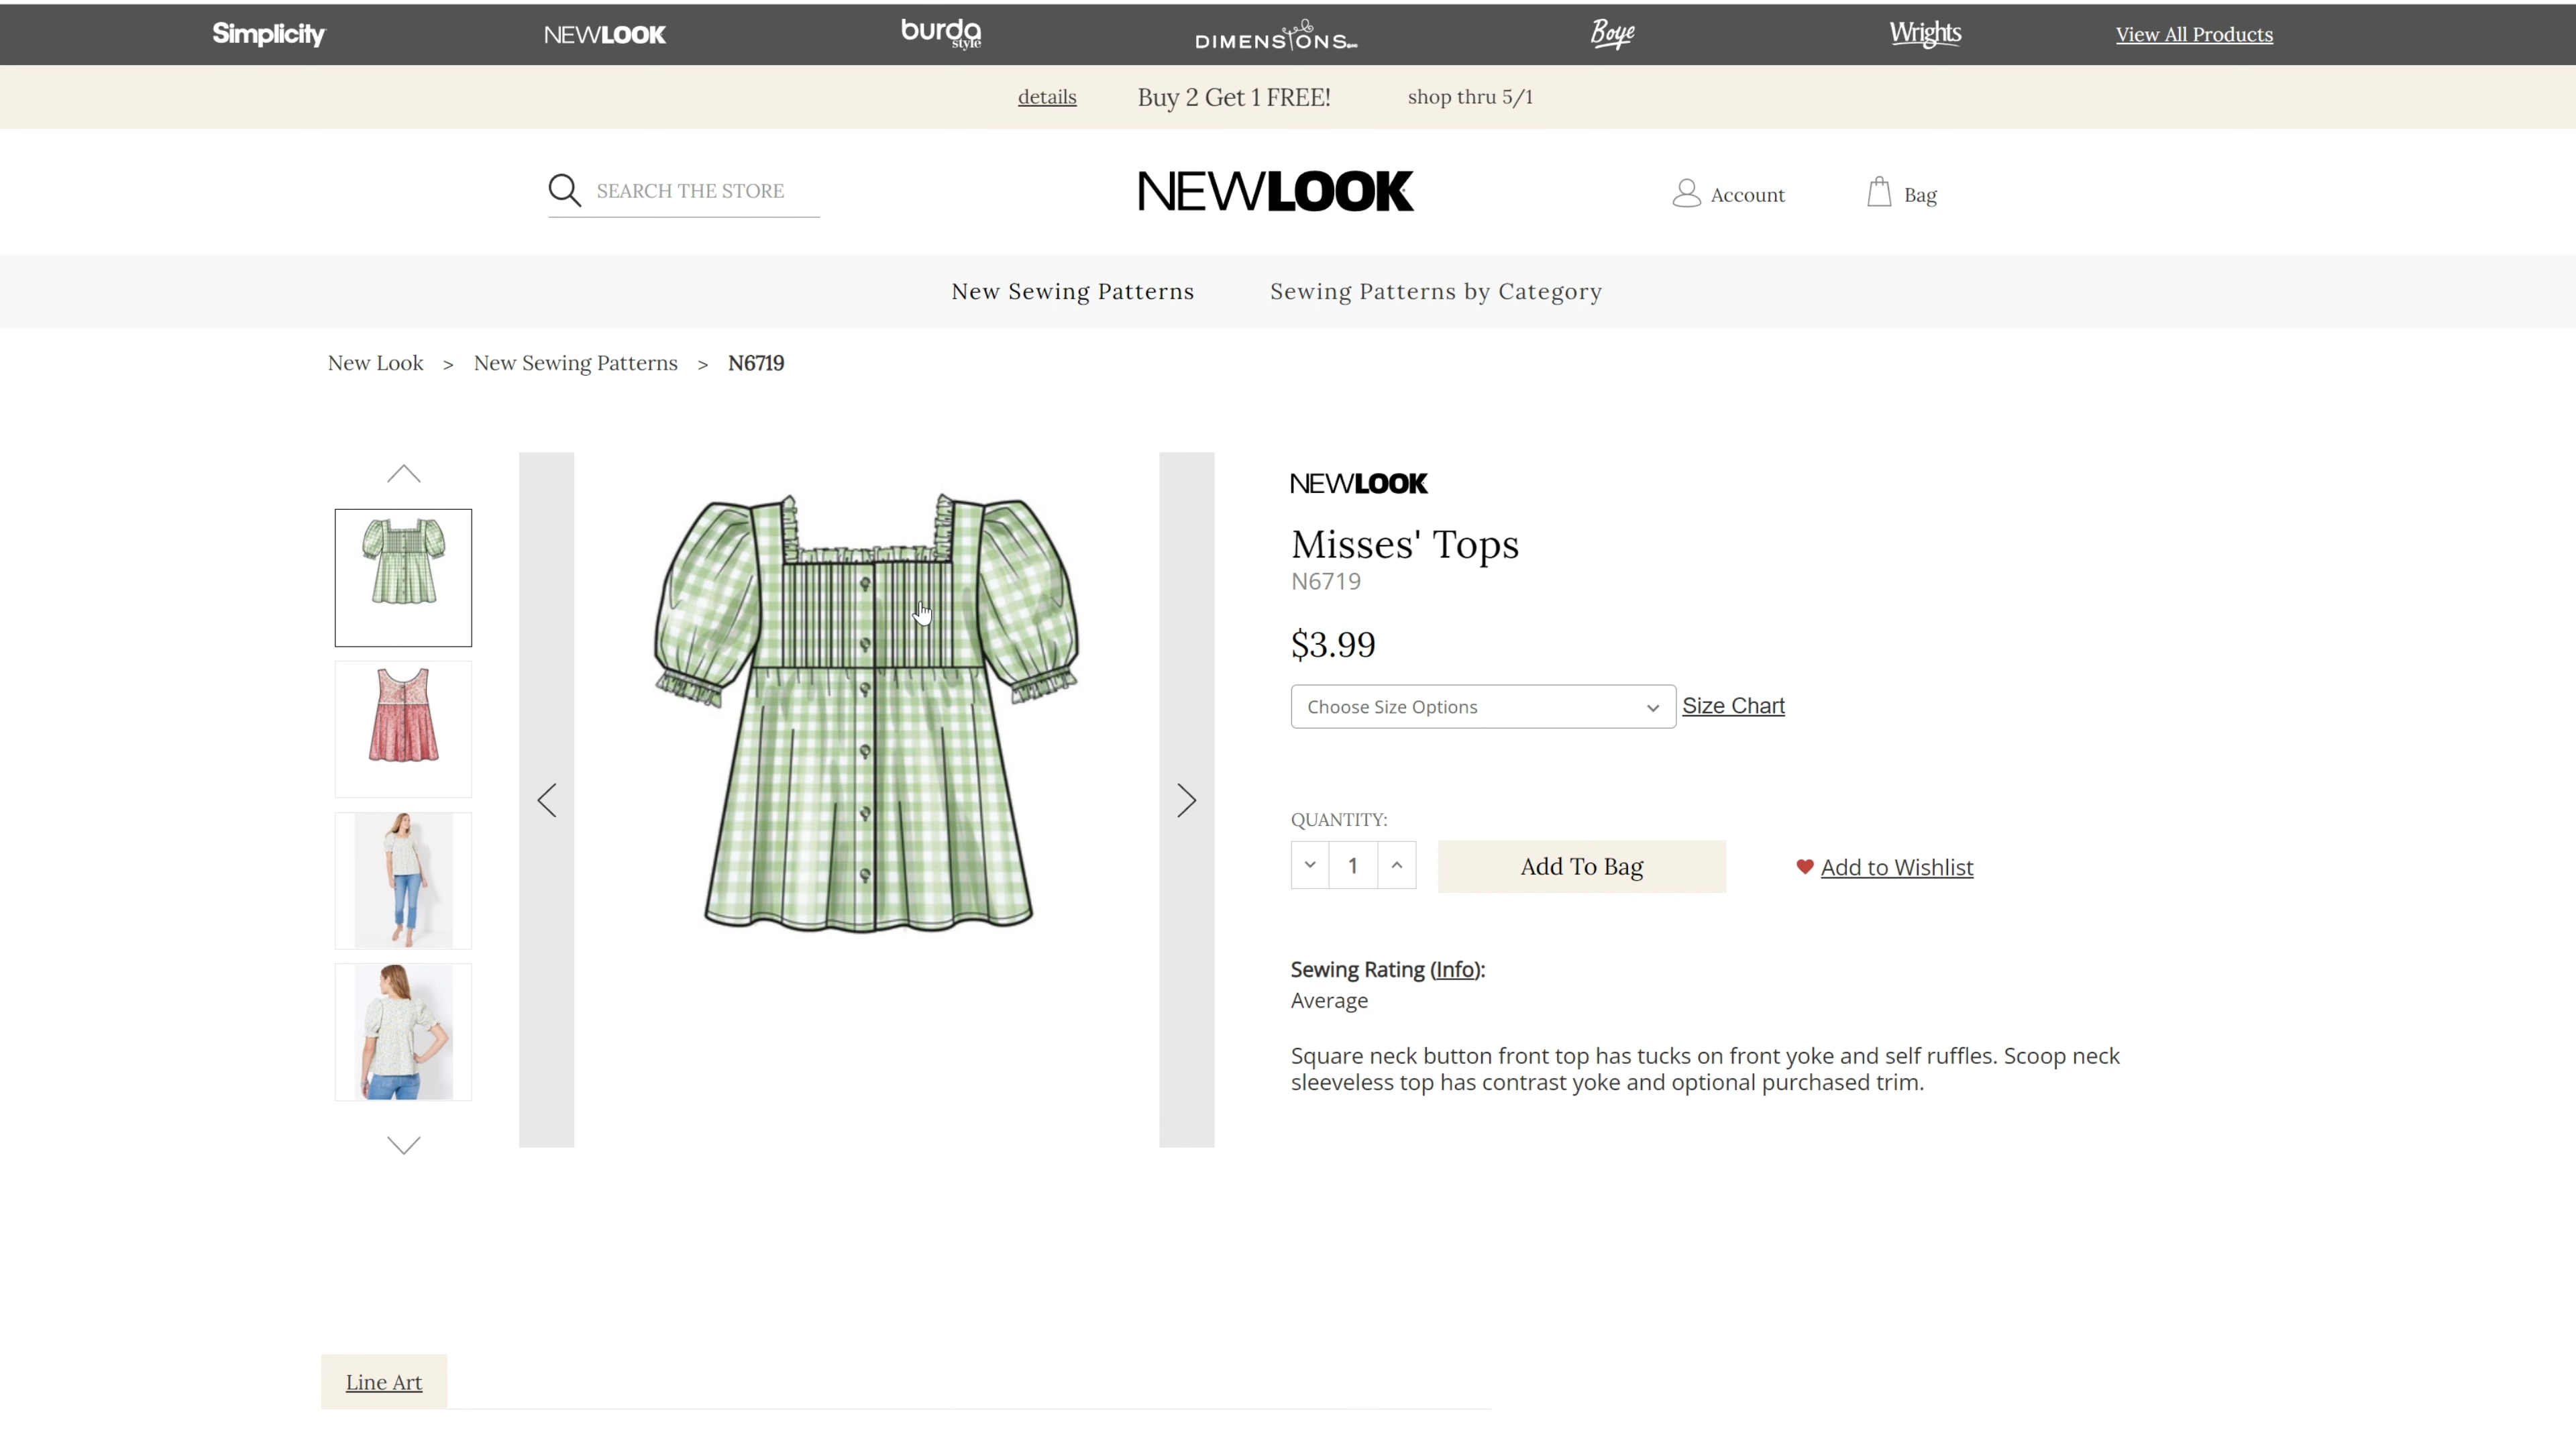 Simplicity
NEWLOOK
burda style
DIMENSIONS
Boye
Wrights
View All Products
details
Buy 2 Get 1 FREE!
shop thru 5/1
SEARCH THE STORE
NEWLOOK
Account
Bag
New Sewing Patterns
Sewing Patterns by Category
New Look > New Sewing Patterns > N6719
NEWLOOK
Misses' Tops
N6719
$3.99
Choose Size Options
Size Chart
QUANTITY:
1
Add To Bag
Add to Wishlist
Sewing Rating (Info):
Average
Square neck button front top has tucks on front yoke and self ruffles. Scoop neck
sleeveless top has contrast yoke and optional purchased trim.
Line Art